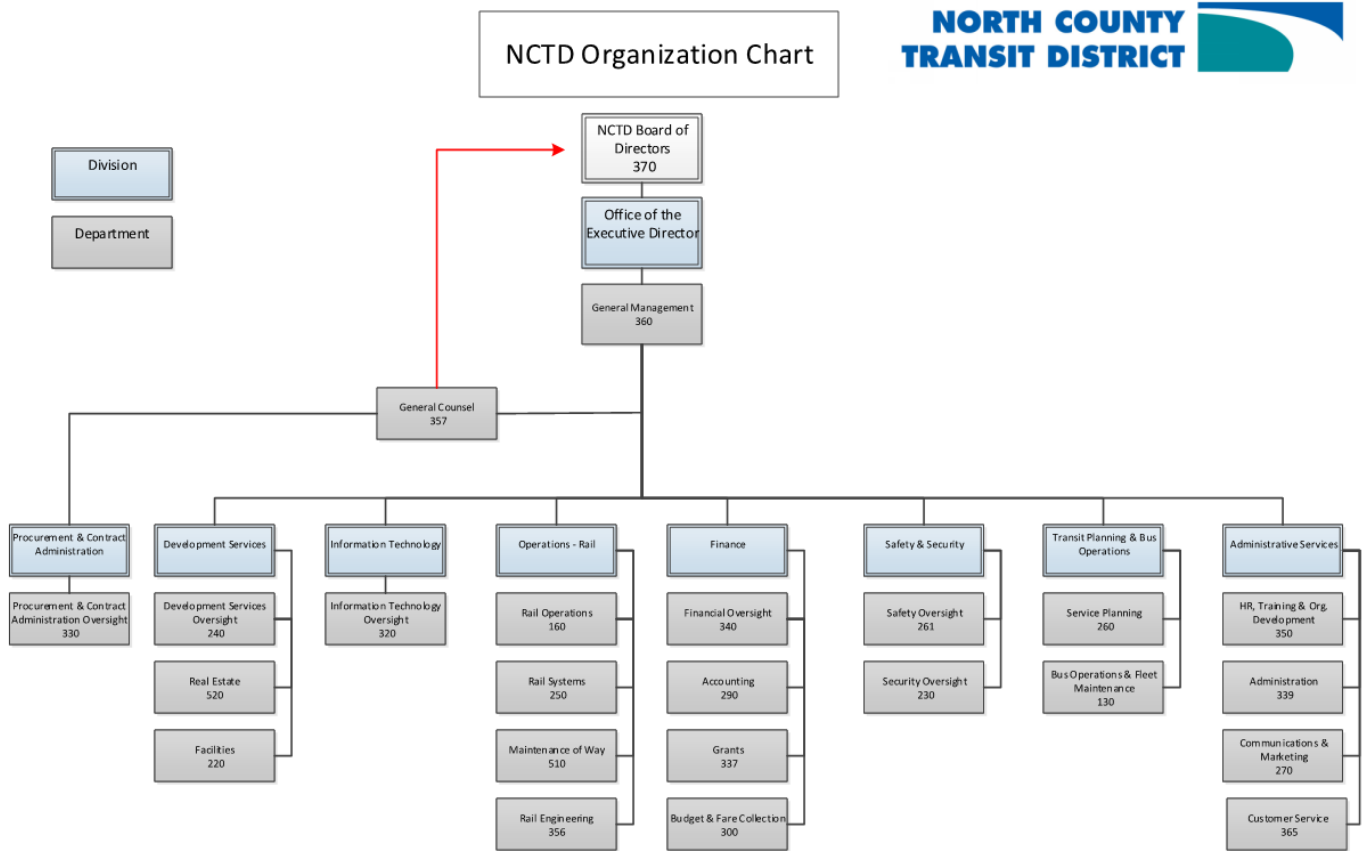 NORTH COUNTY
TRANSIT DISTRICT
NCTD Organization Chart
NCTD Board of
Directors
370
Division
Office of the
Executive Director
Department
General Management
360
General Counsel
357
Procurement & Contract
Administration
Development Services
Information Technology
Operations - Rail
Finance
Safety & Security
Transit Planning & Bus
Operations
Administrative Services
Procurement & Contract
Administration Oversight
330
Development Services
Oversight
240
Information Technology
Oversight
320
Rail Operations
160
Financial Oversight
340
Safety Oversight
261
Service Planning
260
HR, Training & Org.
Development
350
Real Estate
520
Rail Systems
250
Accounting
290
Security Oversight
230
Bus Operations & Fleet
Maintenance
130
Administration
339
Facilities
220
Maintenance of Way
510
Grants
337
Communications &
Marketing
270
Rail Engineering
356
Budget & Fare Collection
300
Customer Service
365